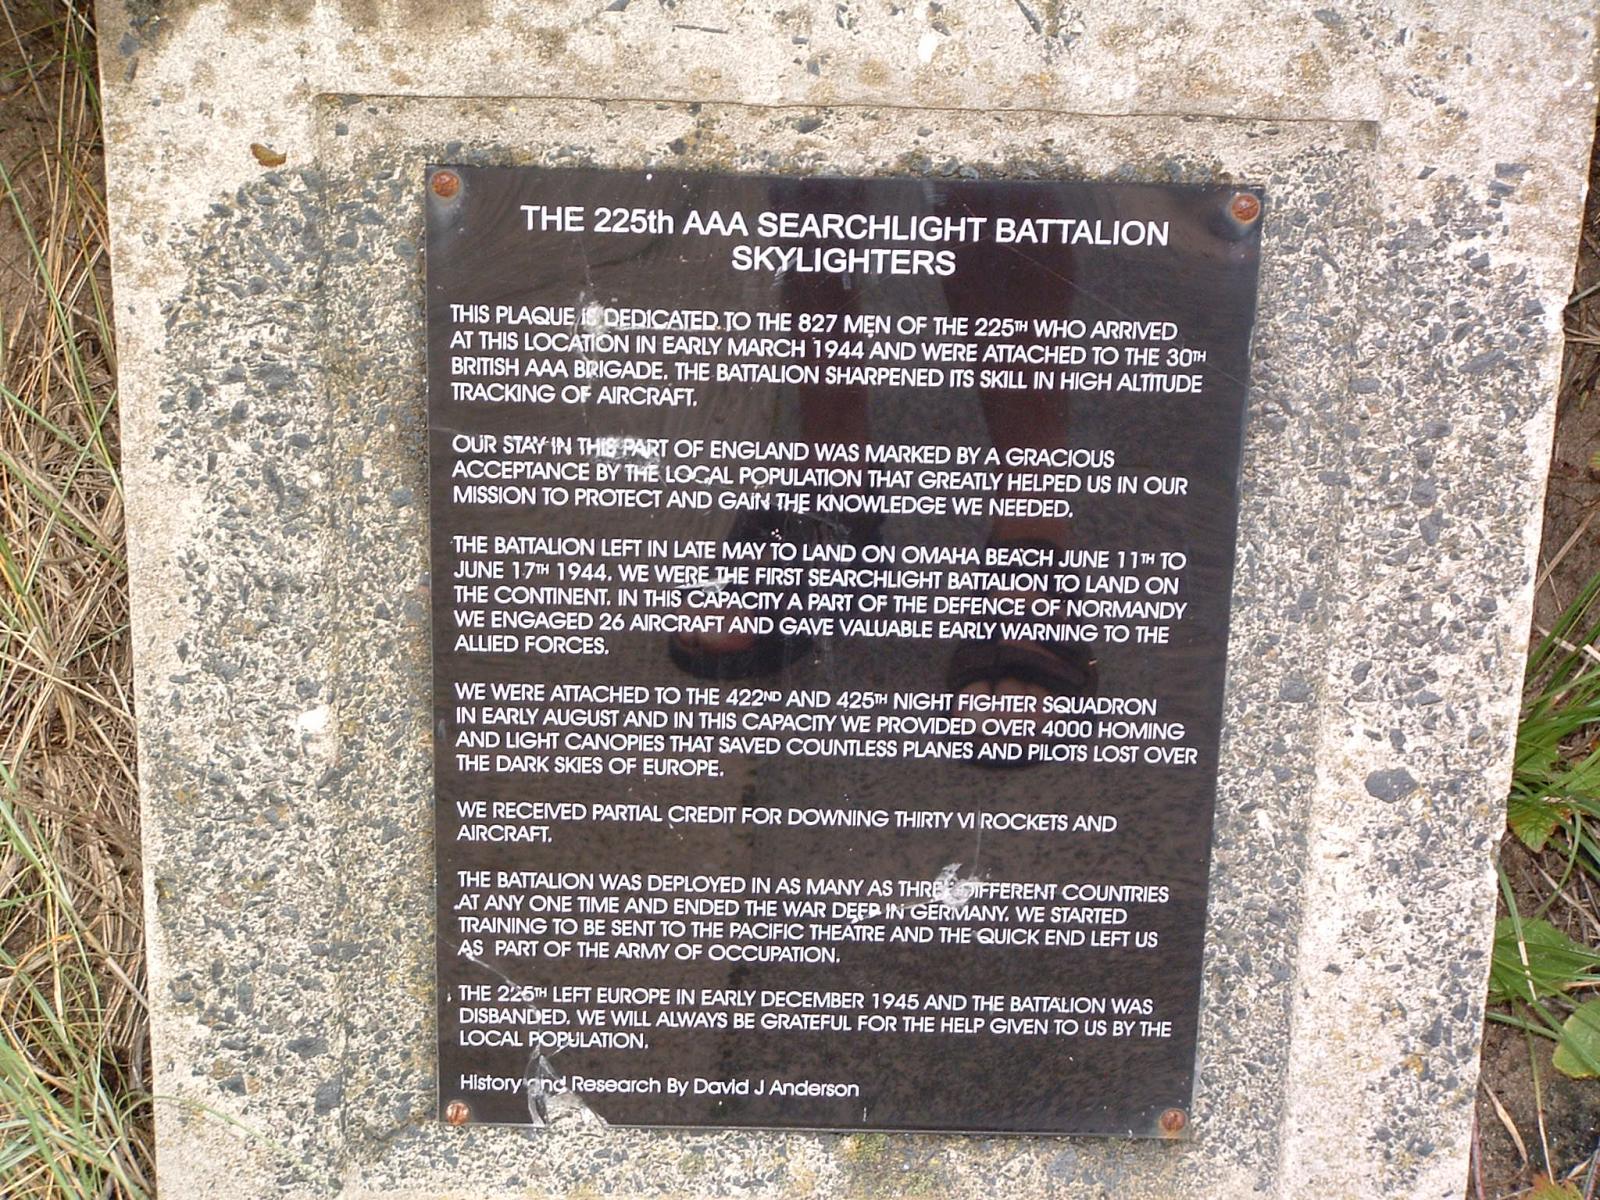 THE 225th AAA SEARCHLIGHT BATTALION
SKYLIGHTERS
THIS PLAQUE IS DEDICATED TO THE 827 MEN OF THE 225TH WHO ARRIVED
AT THIS LOCATION IN EARLY MARCH 1944 AND WERE ATTACHED TO THE 30TH
BRITISH AAA BRIGADE. THE BATTALION SHARPENED ITS SKILL IN HIGH ALTITUDE
TRACKING OF AIRCRAFT.
OUR STAY IN THIS PART OF ENGLAND WAS MARKED BY A GRACIOUS
ACCEPTANCE BY THE LOCAL POPULATION THAT GREATLY HELPED US IN OUR
MISSION TO PROTECT AND GAIN THE KNOWLEDGE WE NEEDED.
THE BATTALION LEFT IN LATE MAY TO LAND ON OMAHA BEACH JUNE 11TH TO
JUNE 17TH 1944. WE WERE THE FIRST SEARCHLIGHT BATTALION TO LAND ON
THE CONTINENT. IN THIS CAPACITY A PART OF THE DEFENCE OF NORMANDY
WE ENGAGED 26 AIRCRAFT AND GAVE VALUABLE EARLY WARNING TO THE
ALLIED FORCES.
WE WERE ATTACHED TO THE 422ND AND 425TH NIGHT FIGHTER SQUADRON
IN EARLY AUGUST AND IN THIS CAPACITY WE PROVIDED OVER 4000 HOMING
AND LIGHT CANOPIES THAT SAVED COUNTLESS PLANES AND PILOTS LOST OVER
THE DARK SKIES OF EUROPE.
WE RECEIVED PARTIAL CREDIT FOR DOWNING THIRTY VI ROCKETS AND
AIRCRAFT.
THE BATTALION WAS DEPLOYED IN AS MANY AS THREE DIFFERENT COUNTRIES
AT ANY ONE TIME AND ENDED THE WAR DEEP IN GERMANY. WE STARTED
TRAINING TO BE SENT TO THE PACIFIC THEATRE AND THE QUICK END LEFT US
AS PART OF THE ARMY OF OCCUPATION.
THE 225TH LEFT EUROPE IN EARLY DECEMBER 1945 AND THE BATTALION WAS
DISBANDED. WE WILL ALWAYS BE GRATEFUL FOR THE HELP GIVEN TO US BY THE
LOCAL POPULATION.
History and Research By David J Anderson